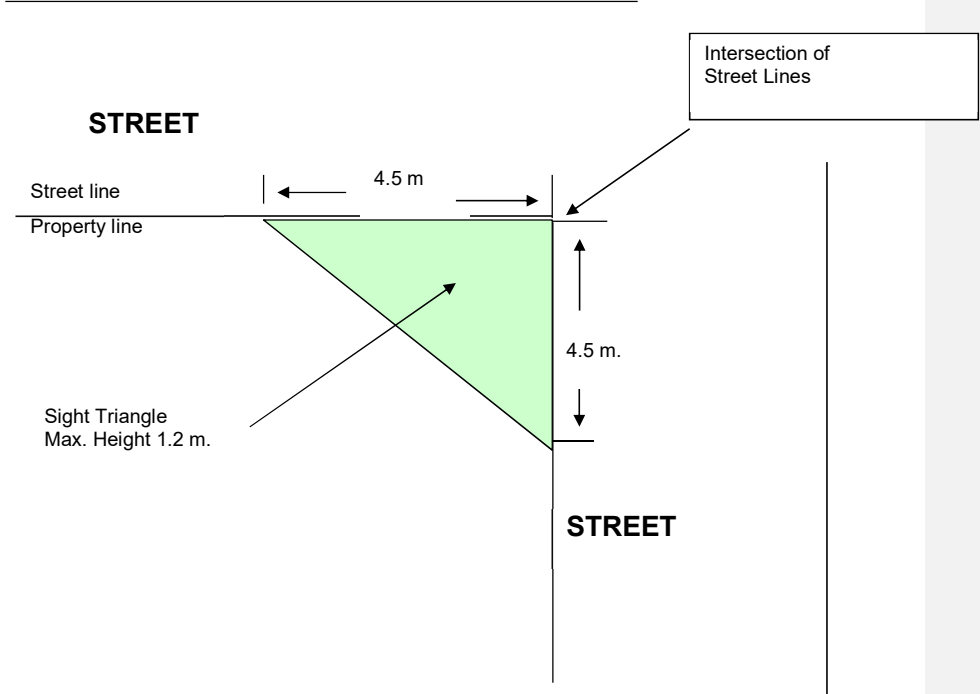 Intersection of
Street Lines
STREET
4.5 m
Street line
Property line
4.5 m.
Sight Triangle
Max. Height 1.2 m.
STREET